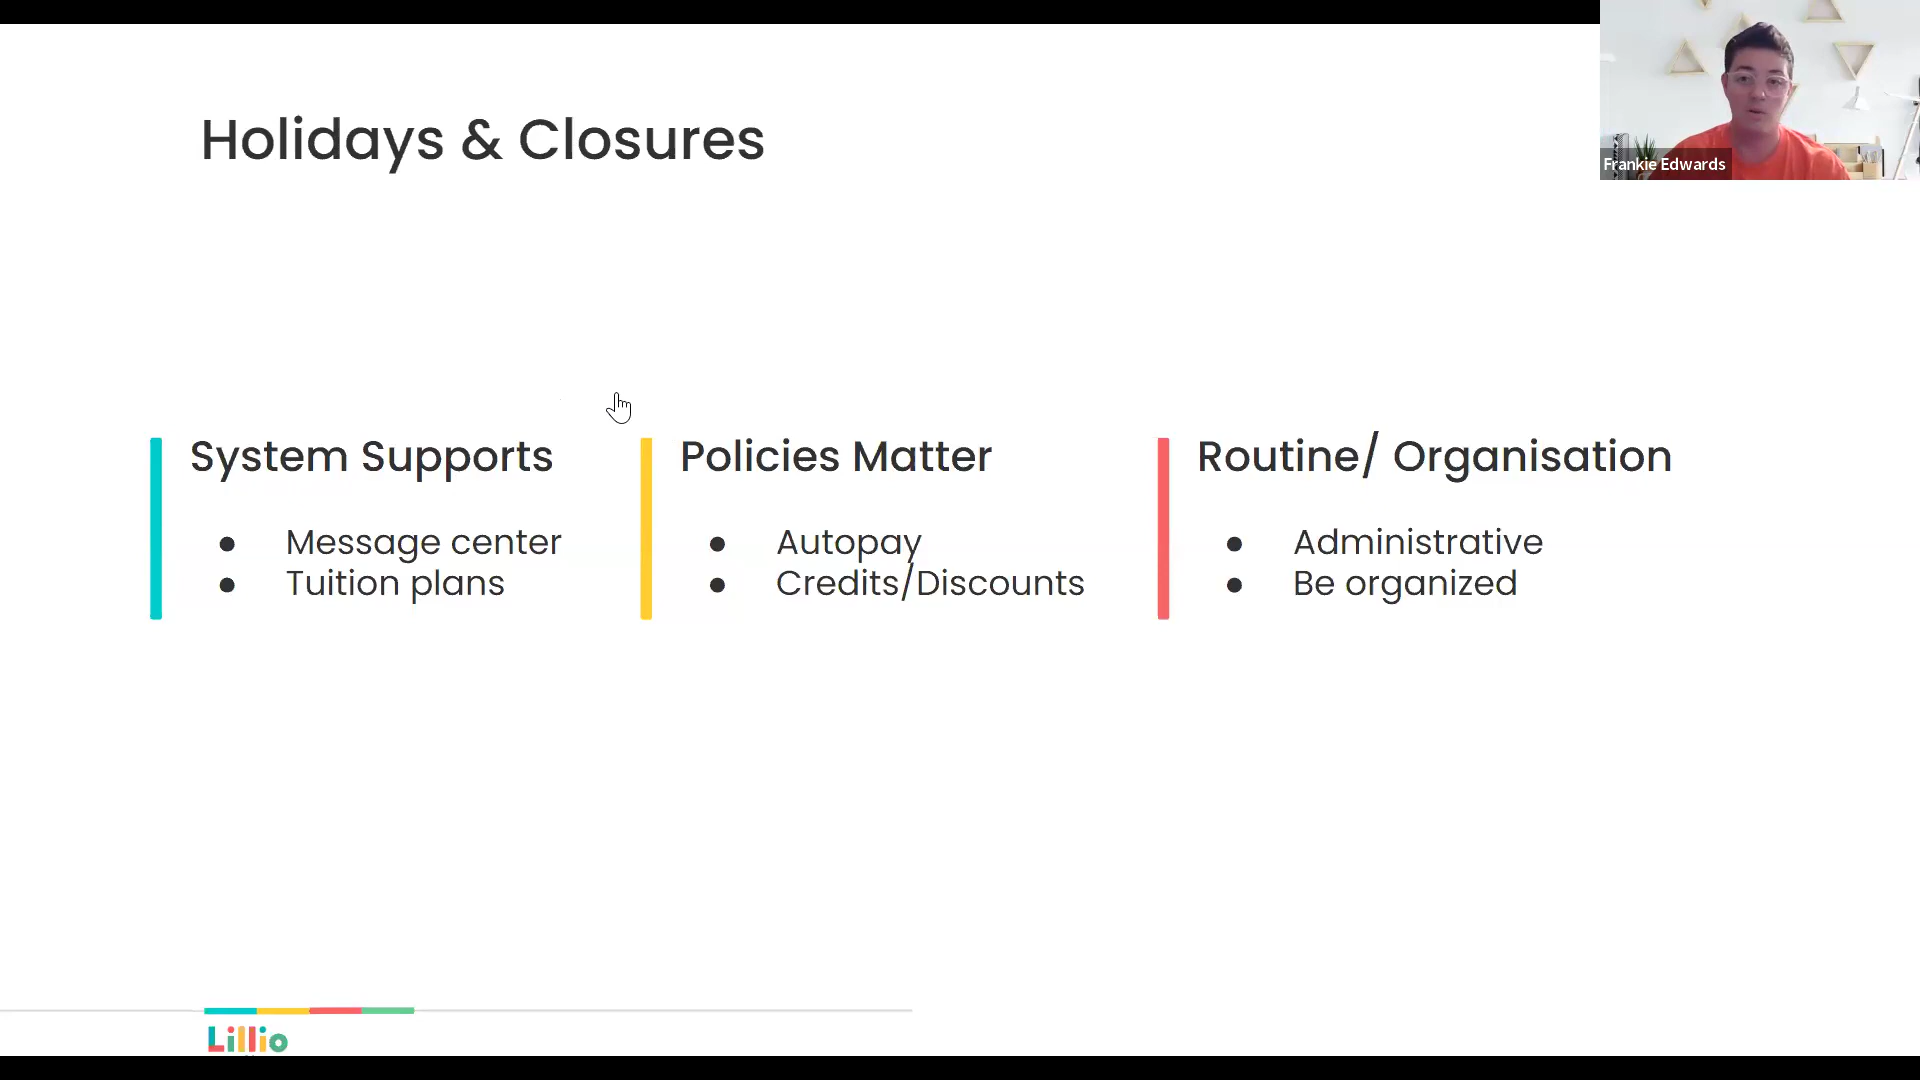 Holidays & Closures
Frankie Edwards
System Supports
● Message center
● Tuition plans
Policies Matter
● Autopay
● Credits/Discounts
Routine/ Organisation
● Administrative
● Be organized
Lillio